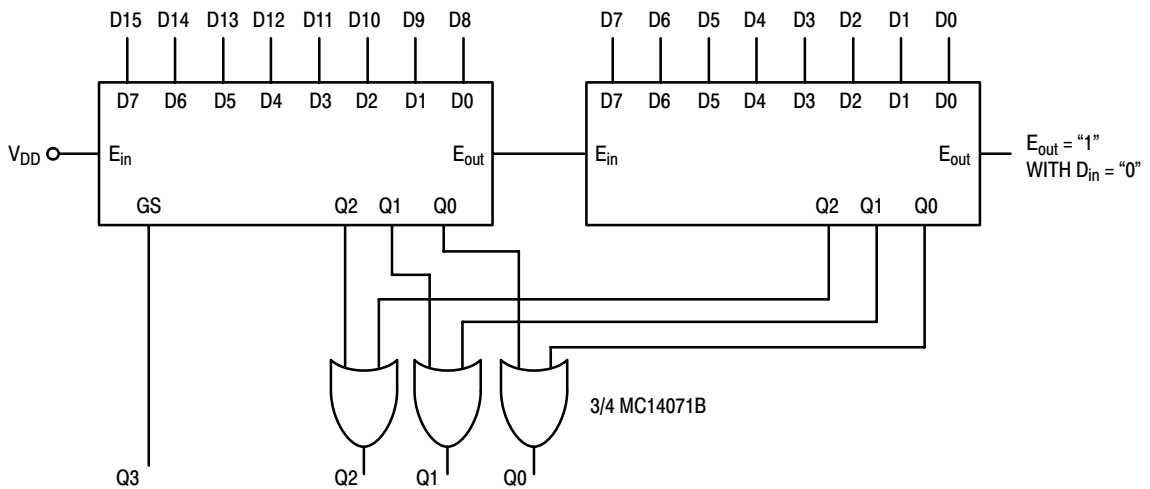 D15 D14 D13 D12 D11 D10 D9 D8 D7 D6 D5 D4 D3 D2 D1 D0
D7 D6 D5 D4 D3 D2 D1 D0 D7 D6 D5 D4 D3 D2 D1 D0
VDD Ein Eout Ein Eout Eout = “1”
WITH Din = “0”
GS Q2 Q1 Q0 Q2 Q1 Q0
3/4 MC14071B
Q3 Q2 Q1 Q0